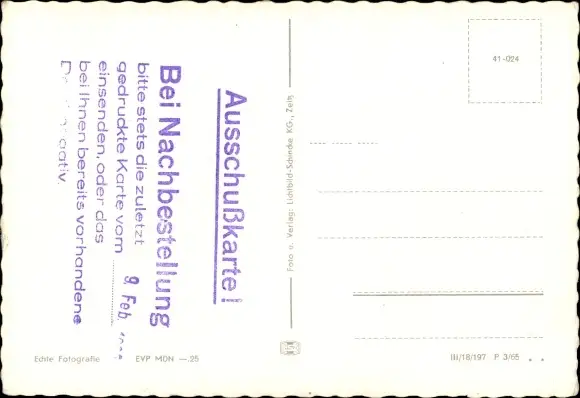 Ausschußkarte!
Bei Nachbestellung
bitte stets die zuletzt
gedruckte Karte vom 9. Feb.
einsenden, oder das
bei Ihnen bereits vorhandene
Foto u. Verlag: Lichtbild-Schincke KG., Zeitz
41-024
Echte Fotografie
EVP MDN —.25
III/18/197 P 3/65